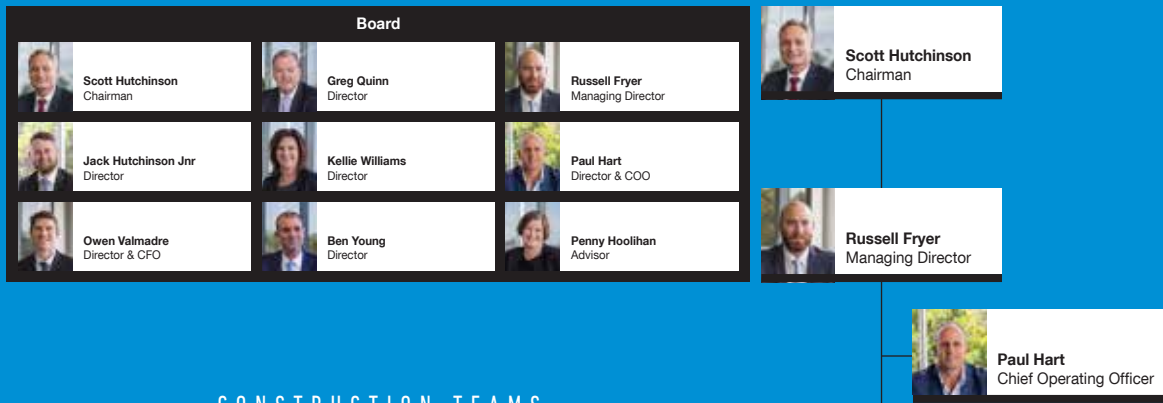 Board
Scott Hutchinson
Chairman
Greg Quinn
Director
Russell Fryer
Managing Director
Jack Hutchinson Jnr
Director
Kellie Williams
Director
Paul Hart
Director & COO
Owen Valmadre
Director & CFO
Ben Young
Director
Penny Hoolihan
Advisor
Scott Hutchinson
Chairman
Russell Fryer
Managing Director
Paul Hart
Chief Operating Officer
CONSTRUCTION TEAMS